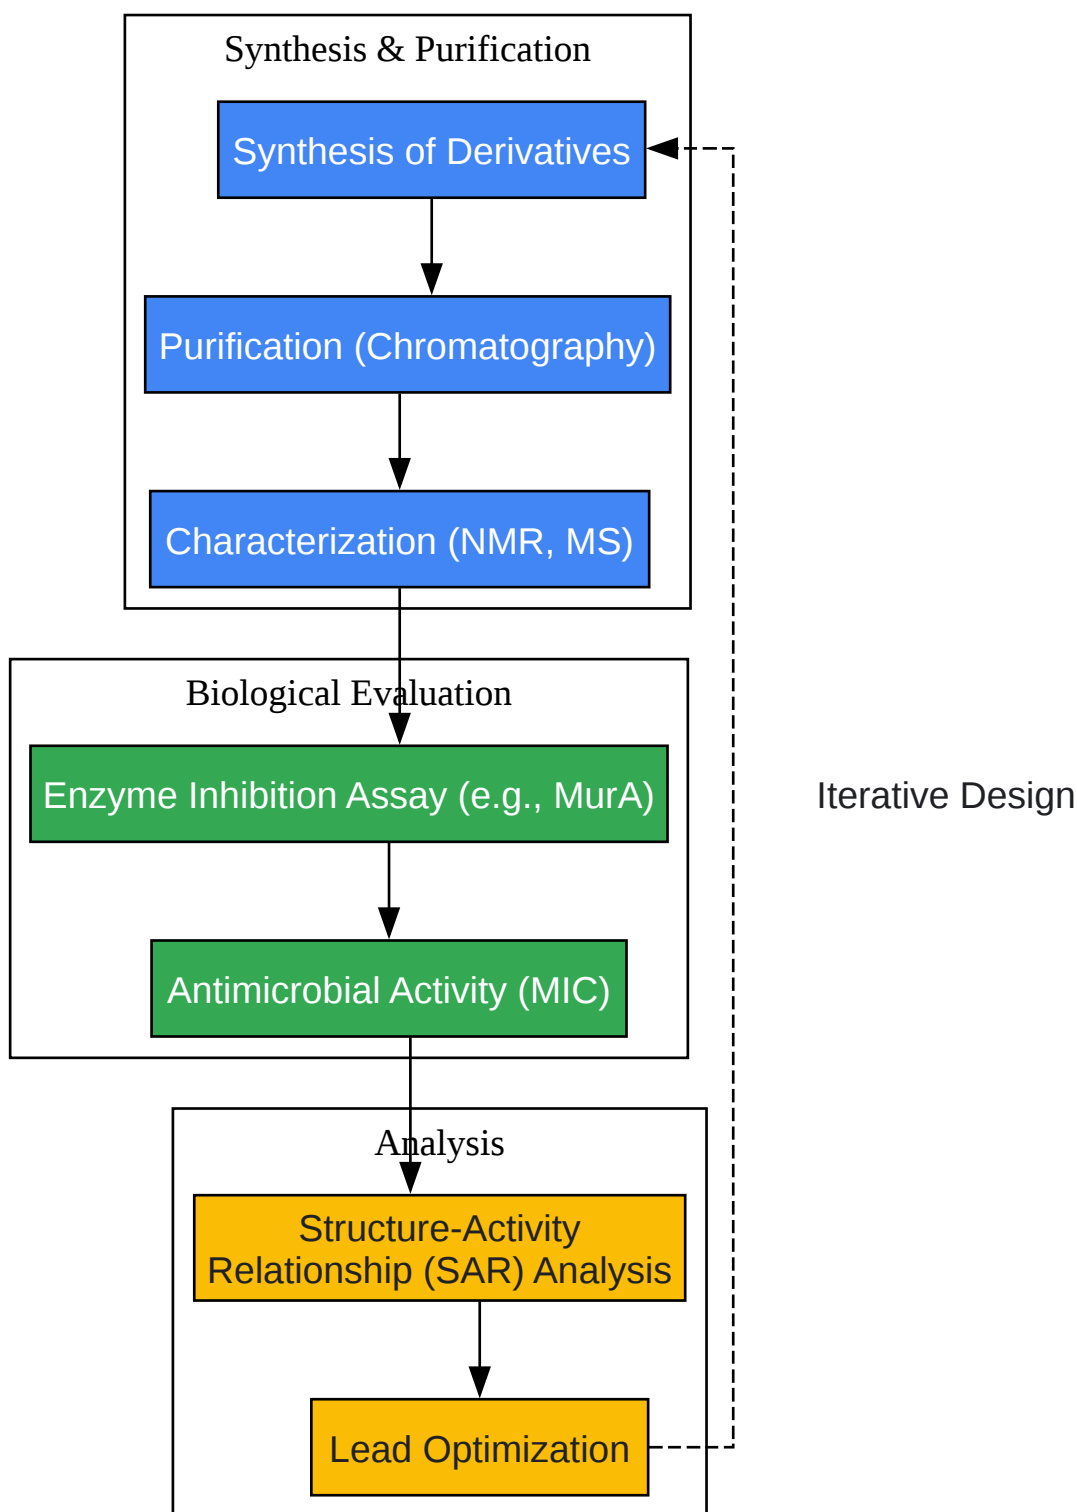 Synthesis & Purification
Synthesis of Derivatives
Purification (Chromatography)
Characterization (NMR, MS)
Biological Evaluation
Enzyme Inhibition Assay (e.g., MurA)
Iterative Design
Antimicrobial Activity (MIC)
Analysis
Structure-Activity
Relationship (SAR) Analysis
Lead Optimization